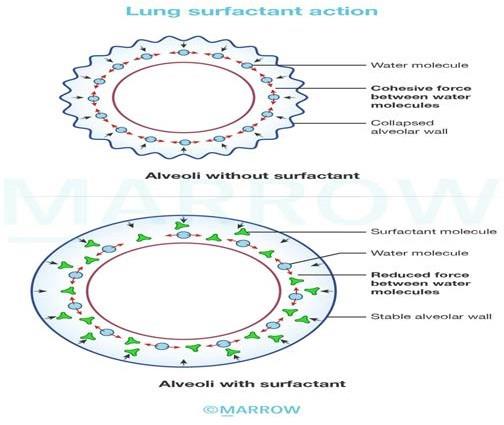 Lung surfactant action
Water molecule
Cohesive force
between water
molecules
Collapsed
alveolar wall
Alveoli without surfactant
MARROW
Surfactant molecule
Water molecule
Reduced force
between water
molecules
Stable alveolar wall
Alveoli with surfactant
©MARROW